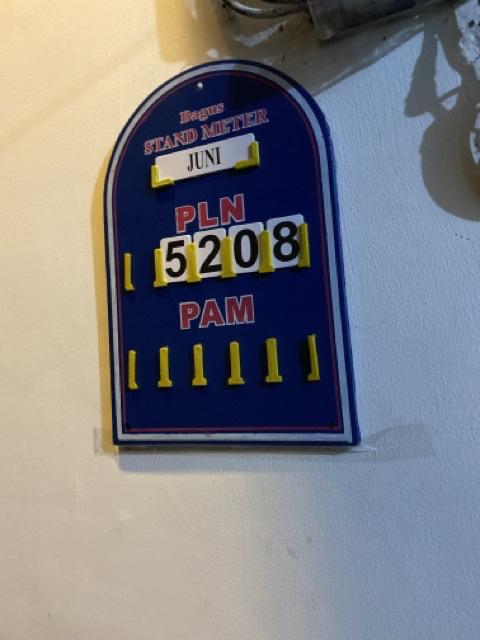 Bagus
STAND METER
JUNI
PLN
5208
PAM